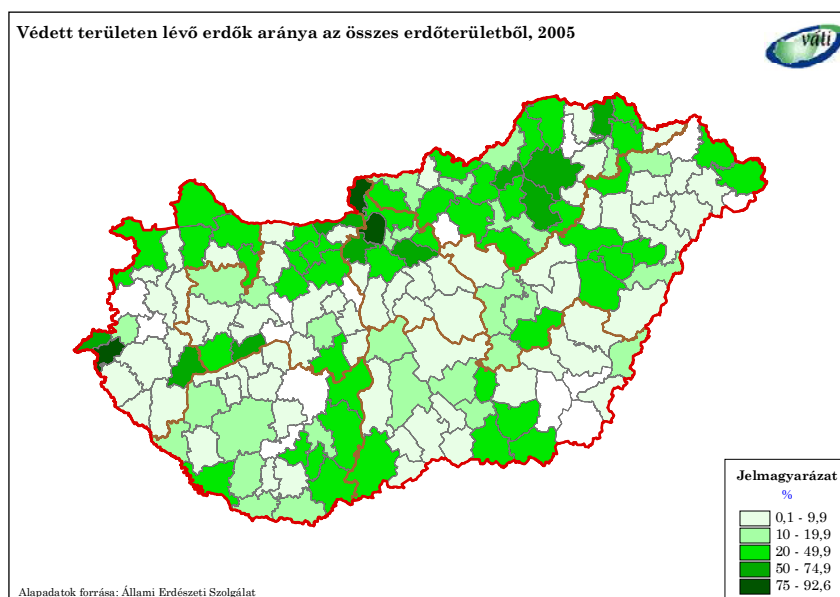 Védett területen lévő erdők aránya az összes erdőterületből, 2005
váti
Jelmagyarázat
%
0,1 - 9,9
10 - 19,9
20 - 49,9
50 - 74,9
75 - 92,6
Alapadatok forrása: Állami Erdészeti Szolgálat